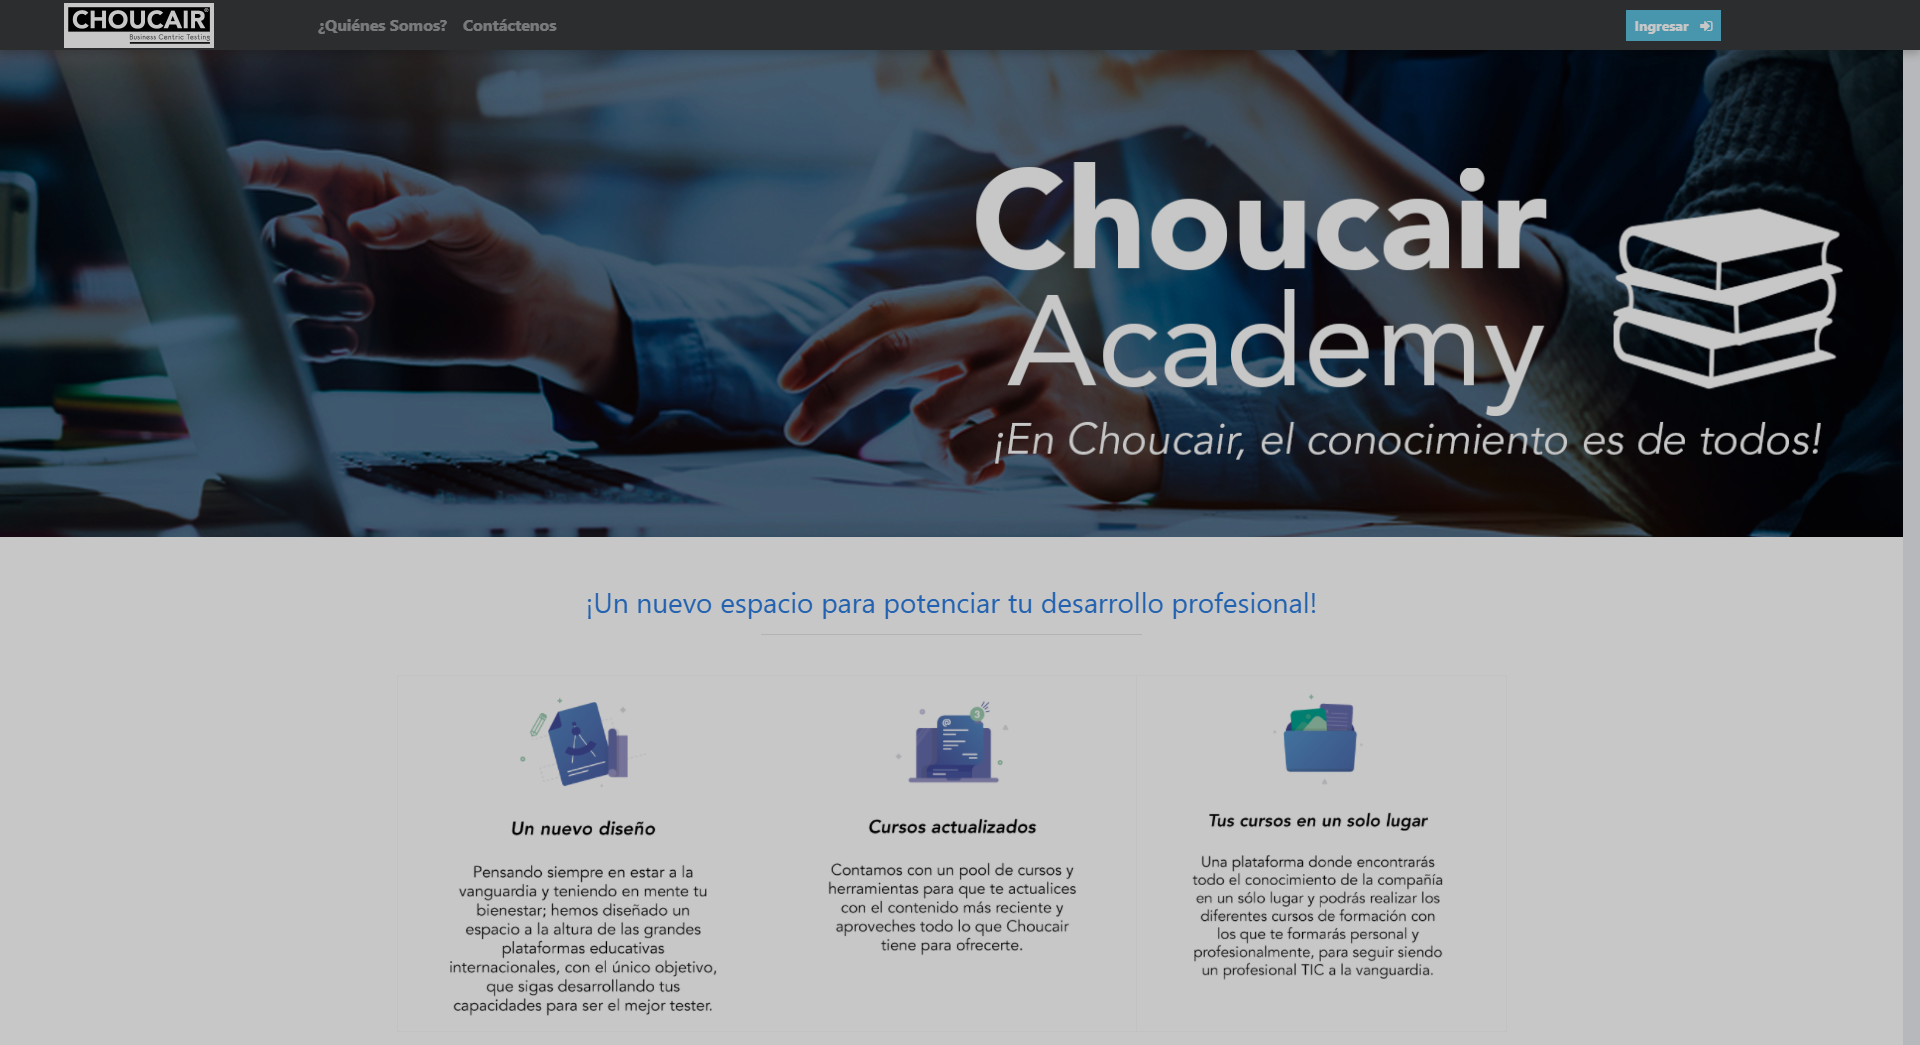 CHOUCAIR®
Business Centric Testing
¿Quiénes Somos?
Contáctenos
Ingresar
Choucair
Academy
¡En Choucair, el conocimiento es de todos!
¡Un nuevo espacio para potenciar tu desarrollo profesional!
Un nuevo diseño
Pensando siempre en estar a la
vanguardia y teniendo en mente tu
bienestar; hemos diseñado un
espacio a la altura de las grandes
plataformas educativas
internacionales, con el único objetivo,
que sigas desarrollando tus
capacidades para ser el mejor tester.
3
Cursos actualizados
Contamos con un pool de cursos y
herramientas para que te actualices
con el contenido más reciente y
aproveches todo lo que Choucair
tiene para ofrecerte.
Tus cursos en un solo lugar
Una plataforma donde encontrarás
todo el conocimiento de la compañía
en un sólo lugar y podrás realizar los
diferentes cursos de formación con
los que te formarás personal y
profesionalmente, para seguir siendo
un profesional TIC a la vanguardia.